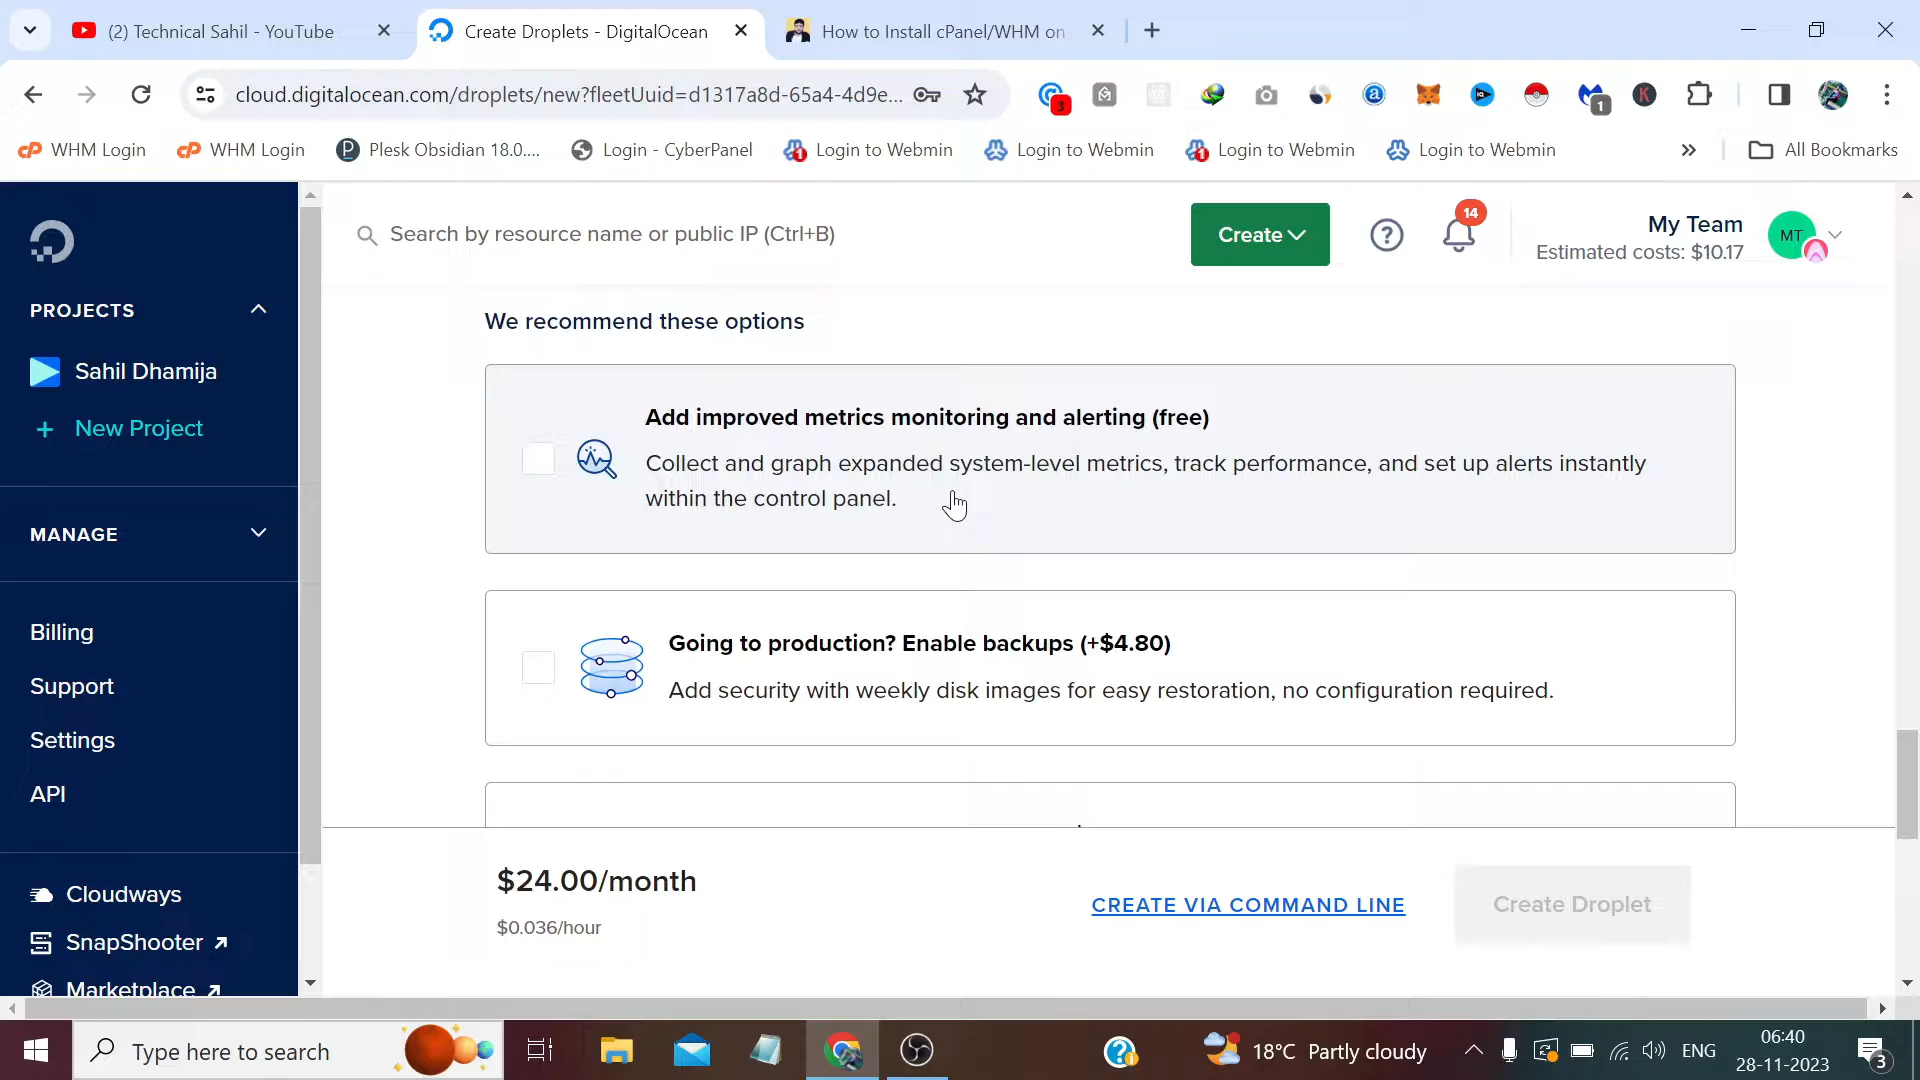 (2) Technical Sahil - YouTube
Create Droplets - DigitalOcean
How to Install cPanel/WHM on
cloud.digitalocean.com/droplets/new?fleetUuid=d1317a8d-65a4-4d9e...
3
1
WHM Login
WHM Login
Plesk Obsidian 18.0....
Login - CyberPanel
Login to Webmin
Login to Webmin
Login to Webmin
Login to Webmin
»
All Bookmarks
Search by resource name or public IP (Ctrl+B)
Create
14
My Team
Estimated costs: $10.17
MT
PROJECTS
Sahil Dhamija
+ New Project
MANAGE
Billing
Support
Settings
API
Cloudways
SnapShooter
Marketplace
We recommend these options
Add improved metrics monitoring and alerting (free)
Collect and graph expanded system-level metrics, track performance, and set up alerts instantly
within the control panel.
Going to production? Enable backups (+$4.80)
Add security with weekly disk images for easy restoration, no configuration required.
$24.00/month
$0.036/hour
CREATE VIA COMMAND LINE
Create Droplet
Type here to search
18°C Partly cloudy
ENG
06:40
28-11-2023
3